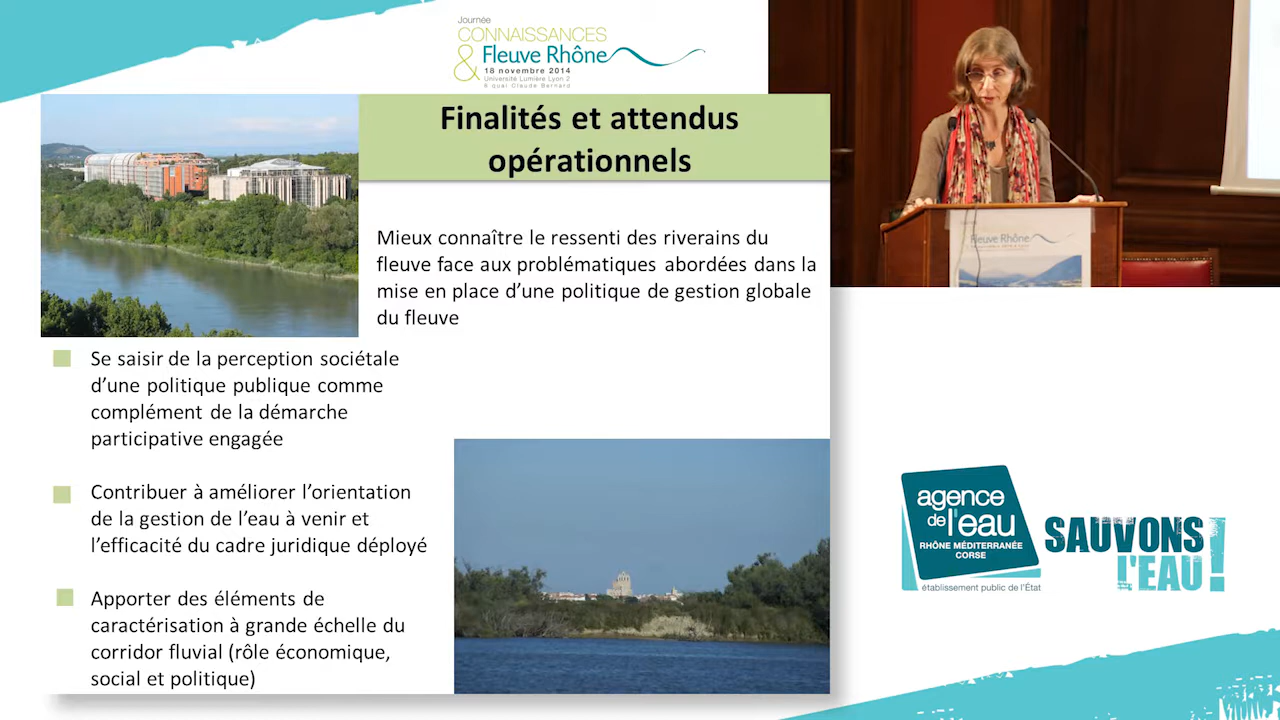 Journée
CONNAISSANCES
& Fleuve Rhône
18 novembre 2014
Université Lumière Lyon 2
6 quai Claude Bernard
Finalités et attendus
opérationnels
Mieux connaître le ressenti des riverains du
fleuve face aux problématiques abordées dans la
mise en place d’une politique de gestion globale
du fleuve
Se saisir de la perception sociétale
d’une politique publique comme
complément de la démarche
participative engagée
Contribuer à améliorer l’orientation
de la gestion de l’eau à venir et
l’efficacité du cadre juridique déployé
Apporter des élements de
caractérisation à grande échelle du
corridor fluvial (rôle économique,
social et politique)
Fleuve Rhône
agence
de l'eau
RHÔNE MÉDITERRANÉE
CORSE
établissement public de l'État
SAUVONS
L'EAU!